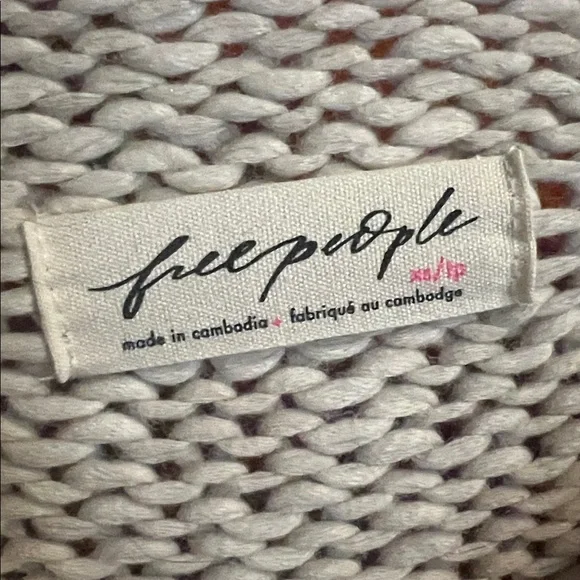 free people
xs/tp
made in cambodia + fabriqué au cambodge